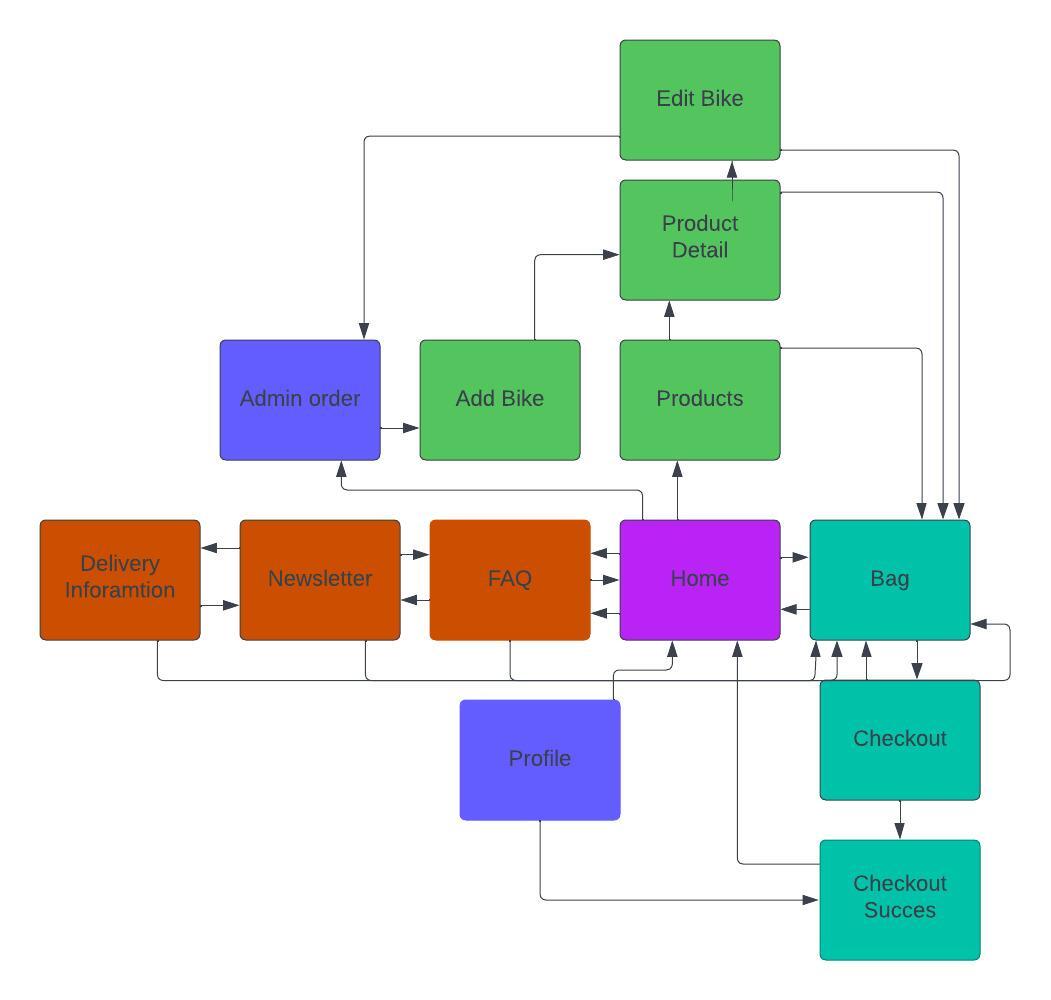 Edit Bike
Product
Detail
Admin order
Add Bike
Products
Delivery
Inforamtion
Newsletter
FAQ
Home
Bag
Profile
Checkout
Checkout
Succes